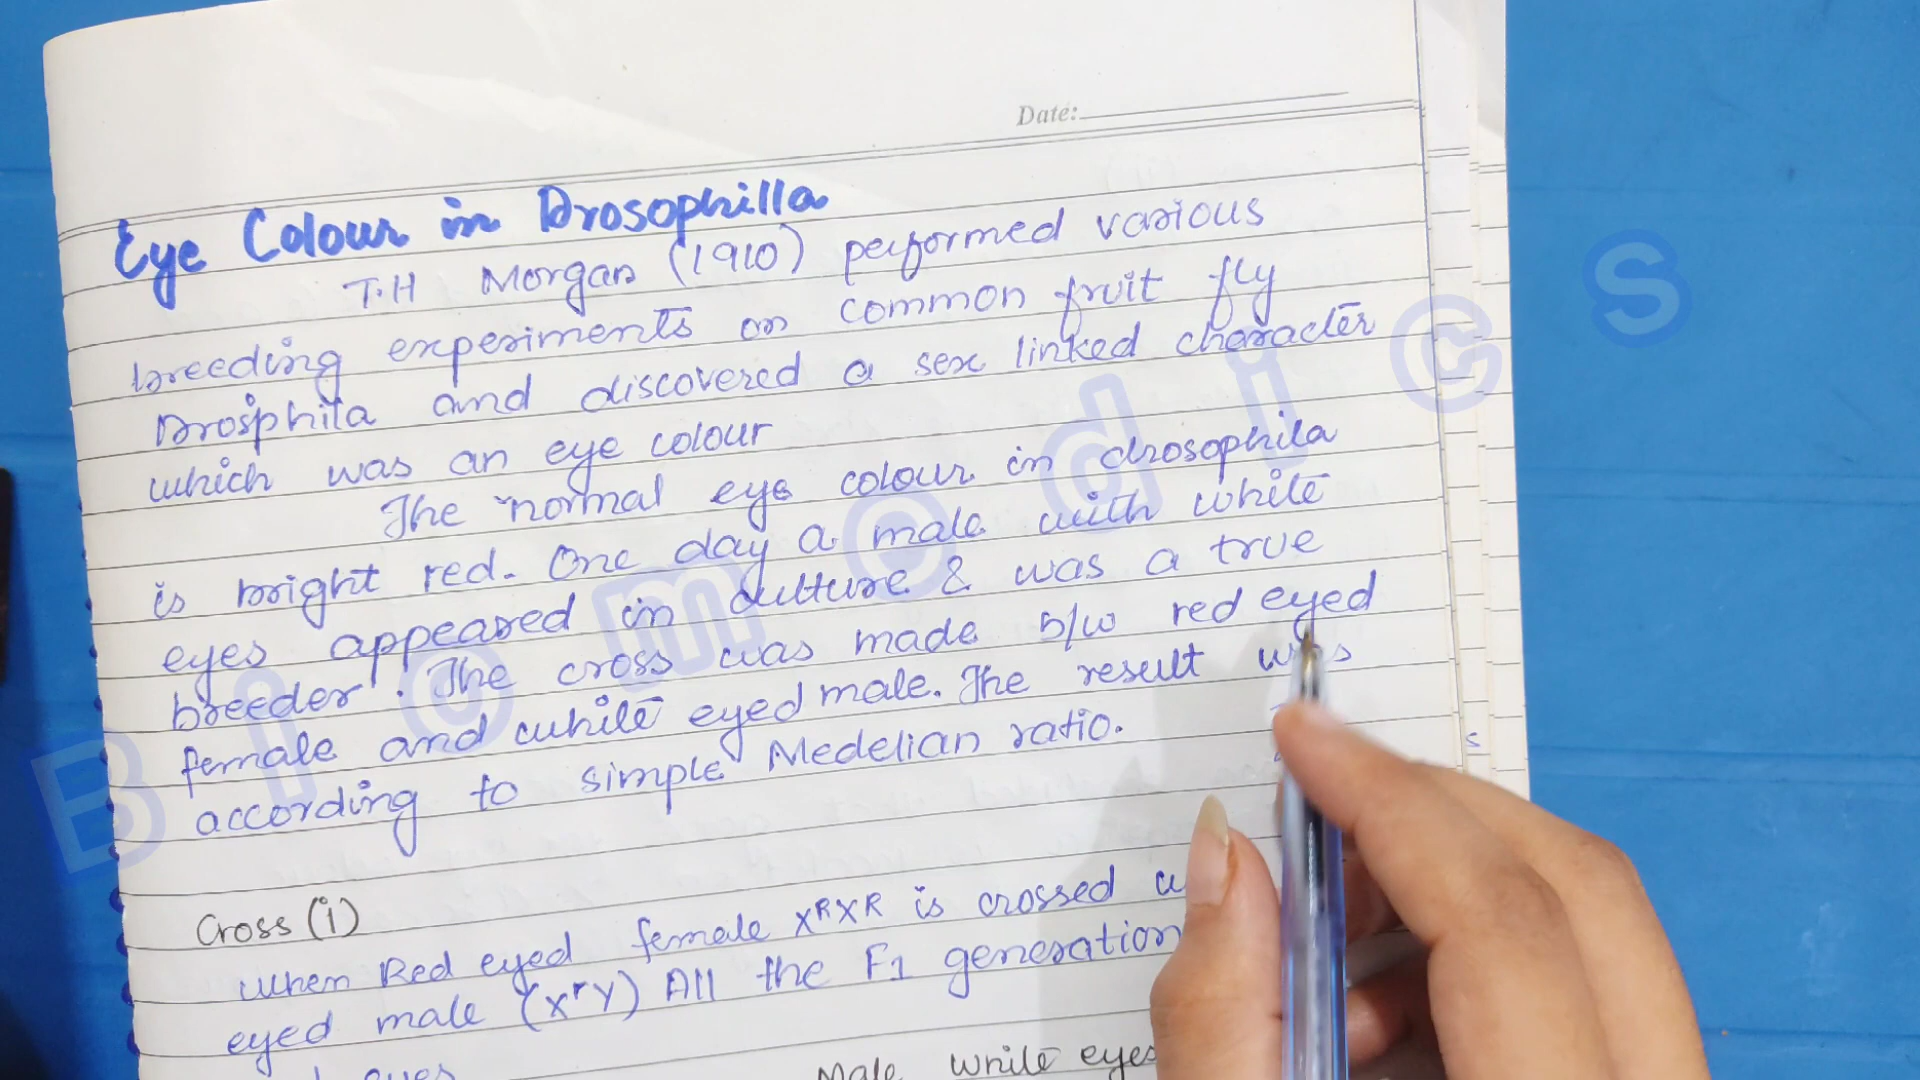 Date:
Eye Colour in Drosophilla
T.H Morgan (1910) performed various
breeding experiments on common fruit fly
Drosphila and discovered a sex linked character
which was an eye colour
The normal eye colour in drosophila
is bright red. One day a male with white
eyes appeared in culture & was a true
breeder. The cross was made b/w red eyed
female and white eyed male. The result was
according to simple Medelian ratio.
Cross (i)
when Red eyed female XRXR is crossed
eyed male (XrY) All the F1 generation
eyes
Male white eyes
s
Biomedics